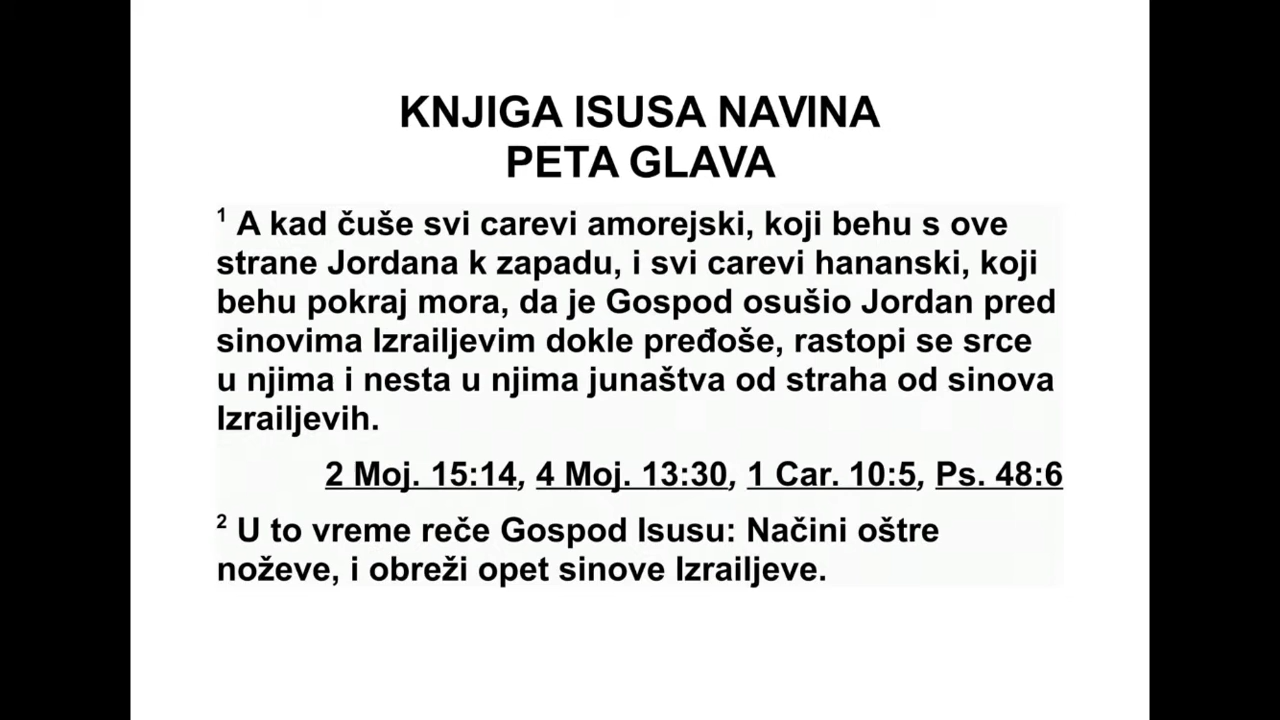 KNJIGA ISUSA NAVINA
PETA GLAVA
1 A kad čuše svi carevi amorejski, koji behu s ove
strane Jordana k zapadu, i svi carevi hananski, koji
behu pokraj mora, da je Gospod osušio Jordan pred
sinovima Izrailjevim dokle pređoše, rastopi se srce
u njima i nesta u njima junaštva od straha od sinova
Izrailjevih.
2 Moj. 15:14, 4 Moj. 13:30, 1 Car. 10:5, Ps. 48:6
2 U to vreme reče Gospod Isusu: Načini oštre
noževe, i obreži opet sinove Izrailjeve.